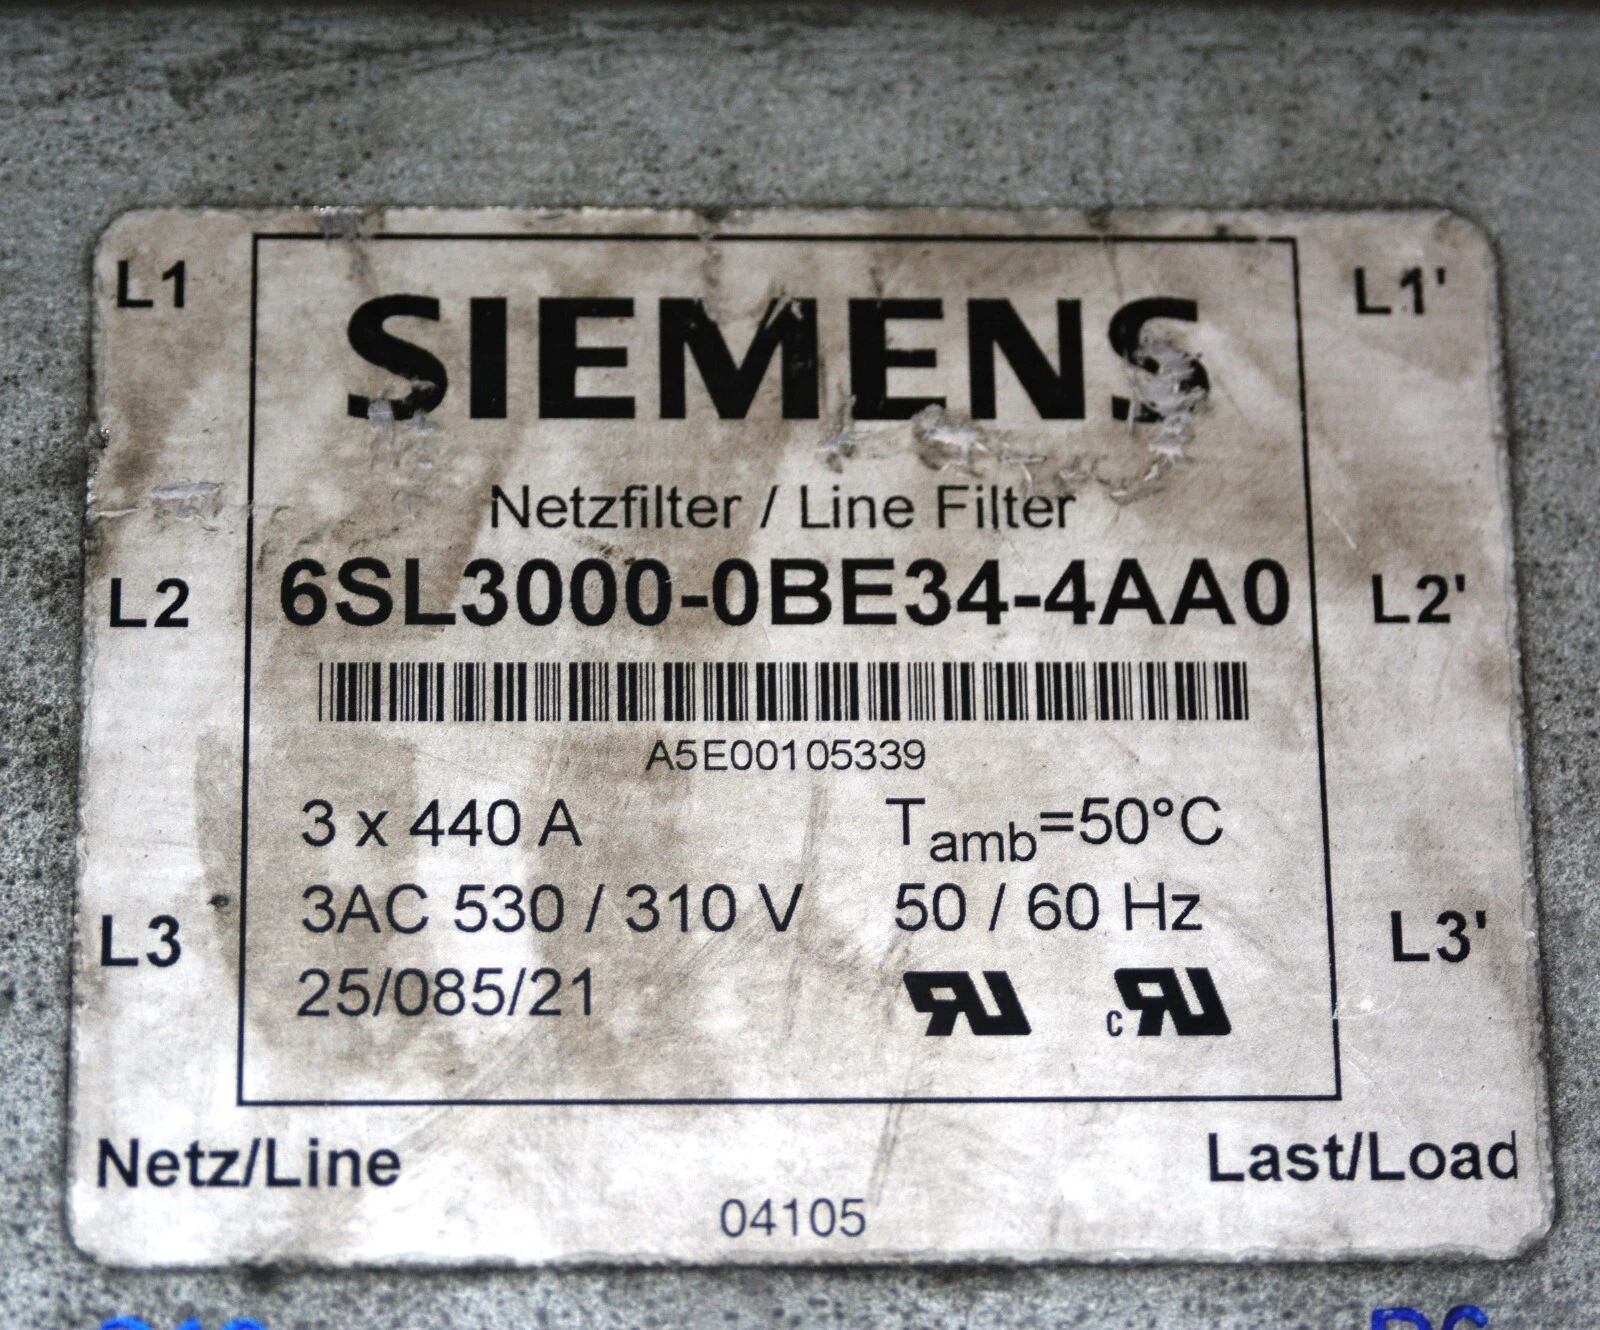 L1 SIEMENS L1'
Netzfilter / Line Filter
L2 6SL3000-0BE34-4AA0 L2'
A5E00105339
3 x 440 A Tamb=50°C
L3 3AC 530 / 310 V 50 / 60 Hz L3'
25/085/21 c
Netz/Line Last/Load
04105